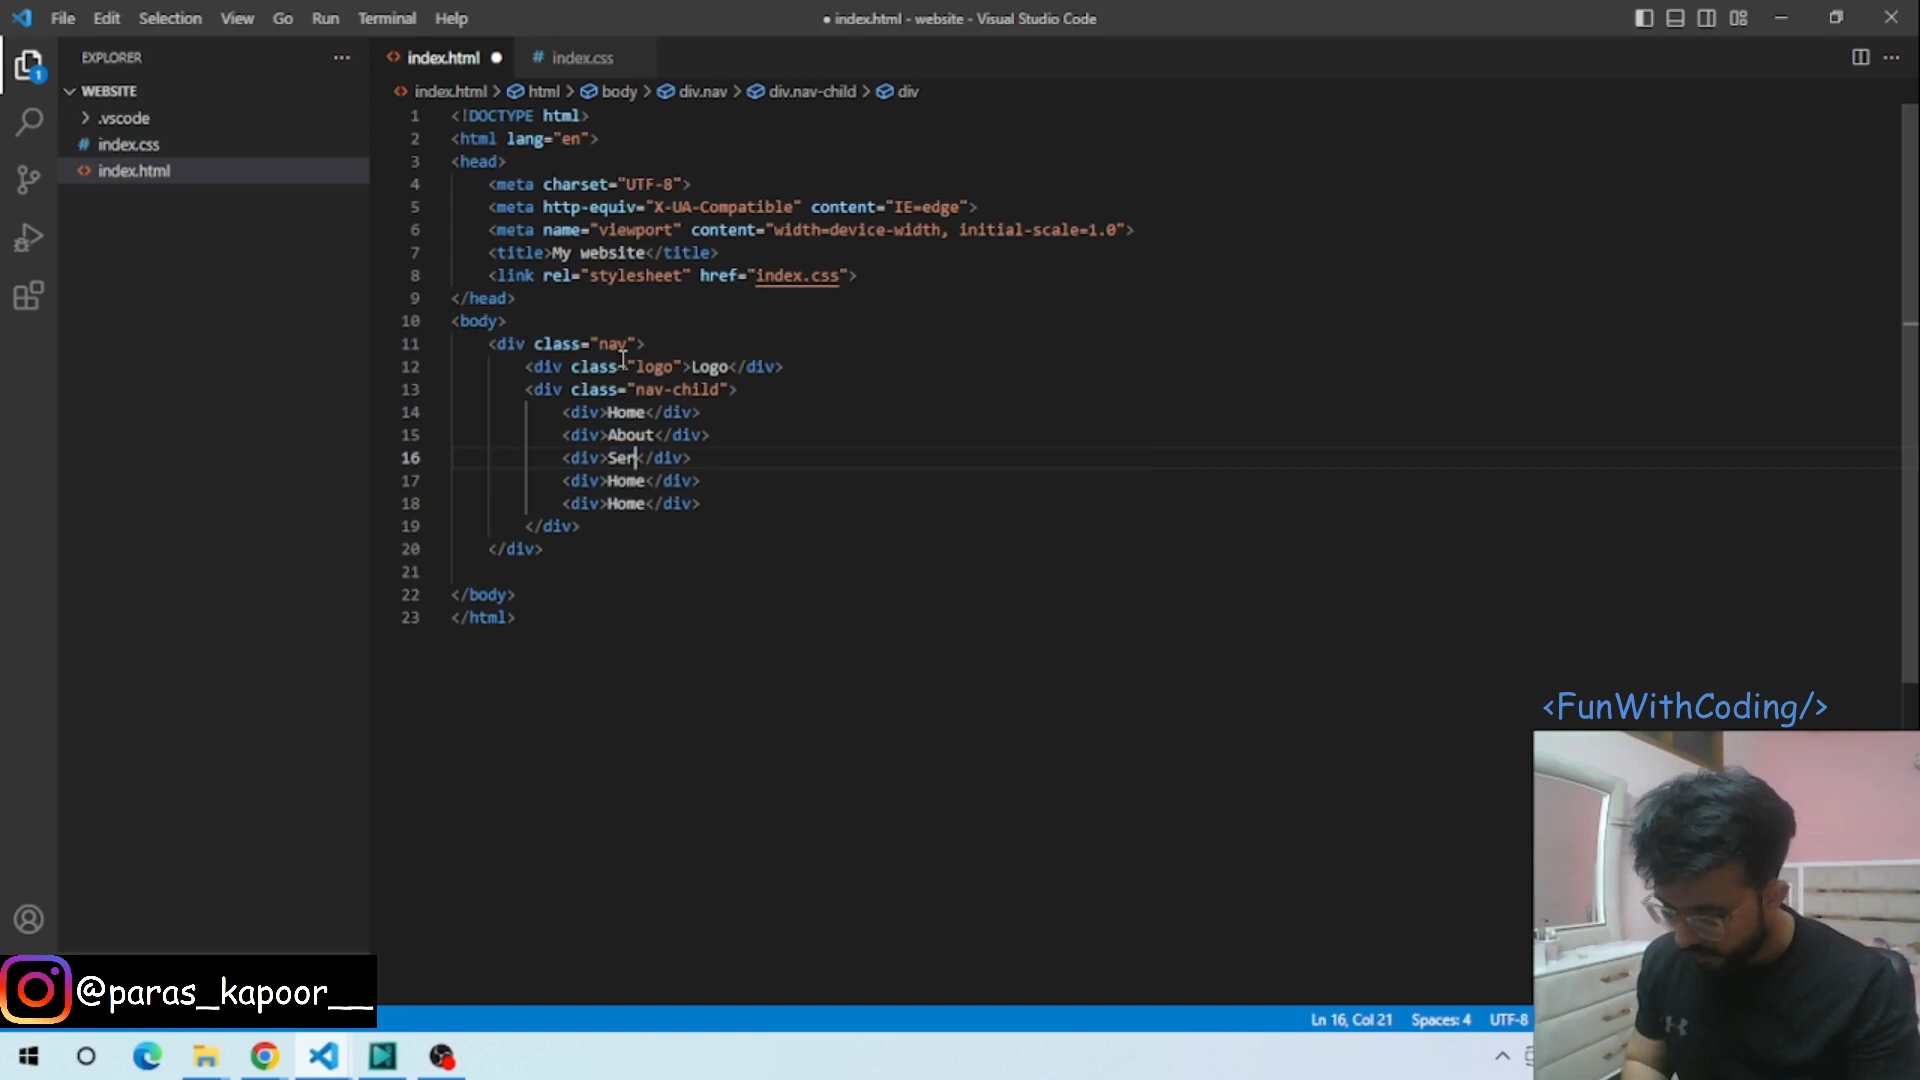 File Edit Selection View Go Run Terminal Help
● index.html - website - Visual Studio Code
EXPLORER
index.html
# index.css
WEBSITE
1
index.html > html > body > div.nav > div.nav-child > div
.vscode
# index.css
index.html
1 <!DOCTYPE html>
2 <html lang="en">
3 <head>
4 <meta charset="UTF-8">
5 <meta http-equiv="X-UA-Compatible" content="IE=edge">
6 <meta name="viewport" content="width=device-width, initial-scale=1.0">
7 <title>My website</title>
8 <link rel="stylesheet" href="index.css">
9 </head>
10 <body>
11 <div class="nav">
12 <div class="logo">Logo</div>
13 <div class="nav-child">
14 <div>Home</div>
15 <div>About</div>
16 <div>Ser</div>
17 <div>Home</div>
18 <div>Home</div>
19 </div>
20 </div>
21
22 </body>
23 </html>
<FunWithCoding/>
@paras_kapoor__
Ln 16, Col 21 Spaces: 4 UTF-8